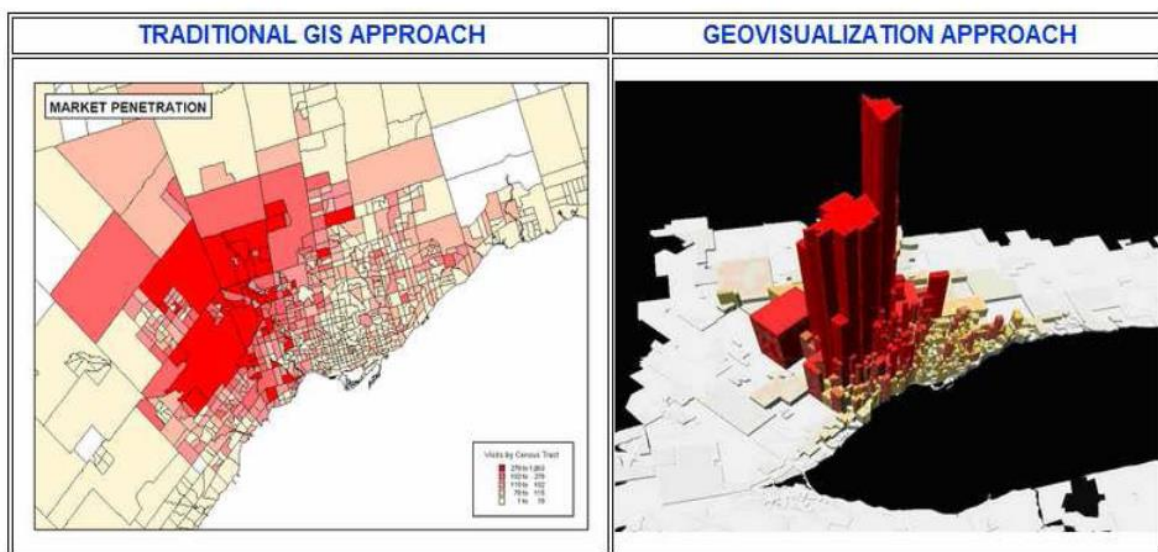 TRADITIONAL GIS APPROACH
GEOVISUALIZATION APPROACH
MARKET PENETRATION
Visits by Census Tract